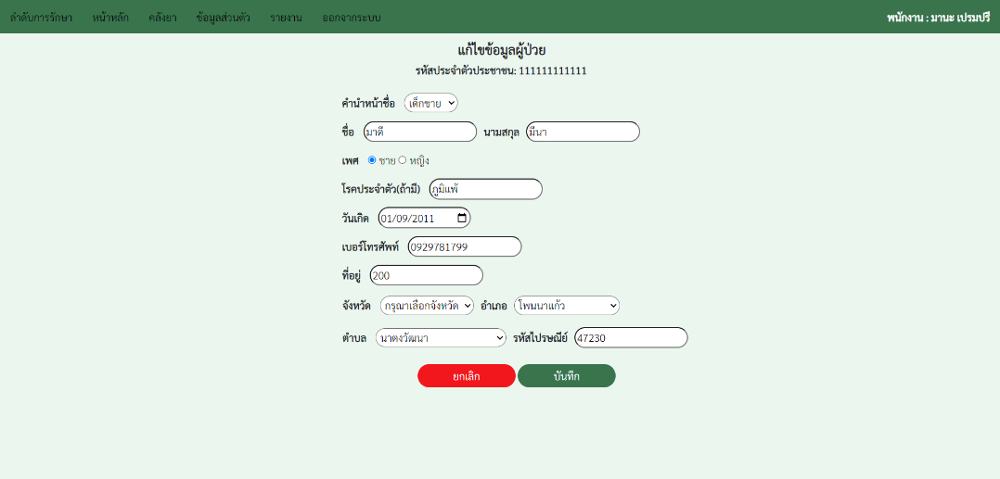 ลำดับการรักษา หน้าหลัก คลังยา ข้อมูลส่วนตัว รายงาน ออกจากระบบ พนักงาน : มานะ เปรมปรี
แก้ไขข้อมูลผู้ป่วย
รหัสประจำตัวประชาชน: 111111111111
คำนำหน้าชื่อ เด็กชาย
ชื่อ มาดี นามสกุล มีนา
เพศ ชาย หญิง
โรคประจำตัว(ถ้ามี) ภูมิแพ้
วันเกิด 01/09/2011
เบอร์โทรศัพท์ 0929781799
ที่อยู่ 200
จังหวัด กรุณาเลือกจังหวัด อำเภอ โพนนาแก้ว
ตำบล นาตงวัฒนา รหัสไปรษณีย์ 47230
ยกเลิก บันทึก